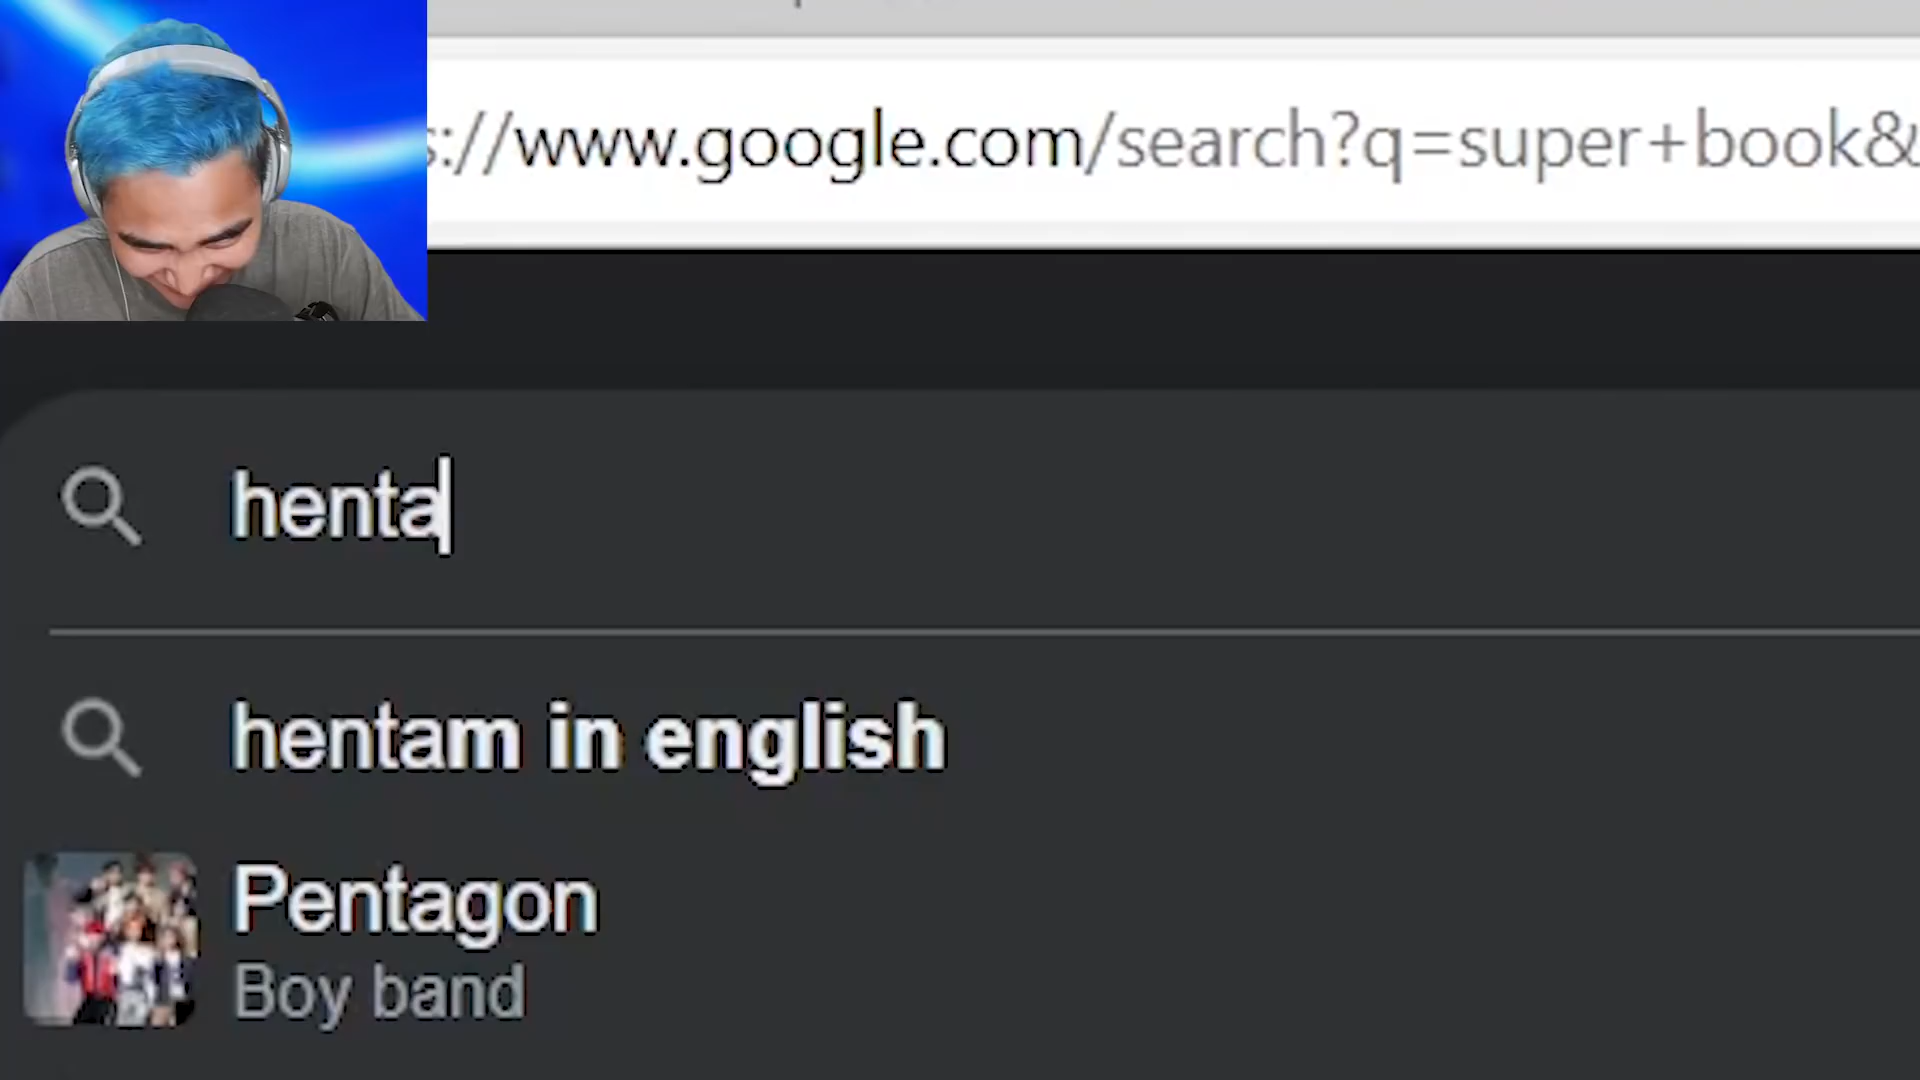 s://www.google.com/search?q=super+book&
henta
hentam in english
Pentagon
Boy band